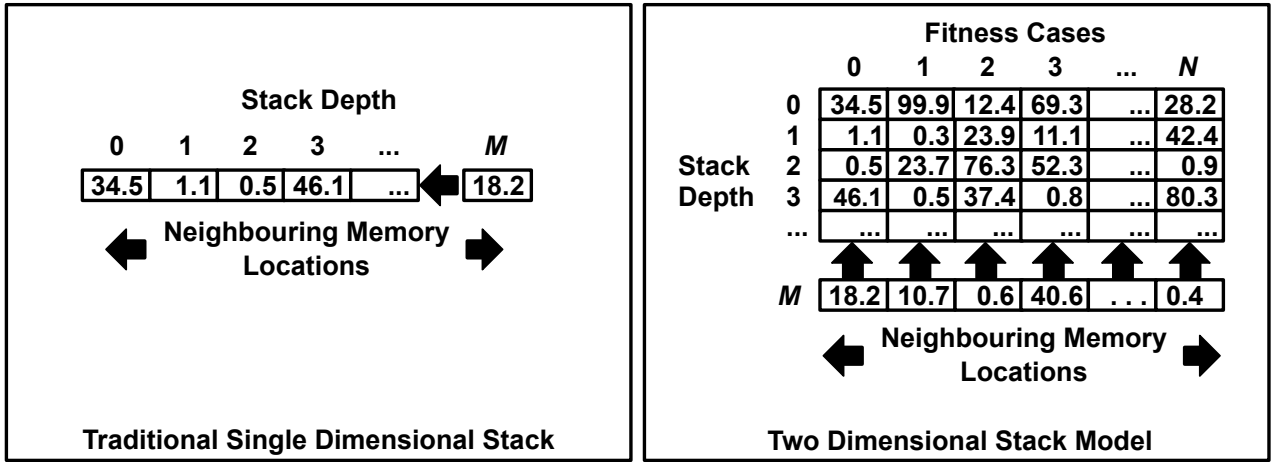 Stack Depth
0 1 2 3 ... M
34.5 1.1 0.5 46.1 ... 18.2
Neighbouring Memory
Locations
Traditional Single Dimensional Stack
Fitness Cases
0 1 2 3 ... N
0 34.5 99.9 12.4 69.3 ... 28.2
1 1.1 0.3 23.9 11.1 ... 42.4
Stack 2 0.5 23.7 76.3 52.3 ... 0.9
Depth 3 46.1 0.5 37.4 0.8 ... 80.3
... ... ... ... ... ... ...
M 18.2 10.7 0.6 40.6 . . . 0.4
Neighbouring Memory
Locations
Two Dimensional Stack Model